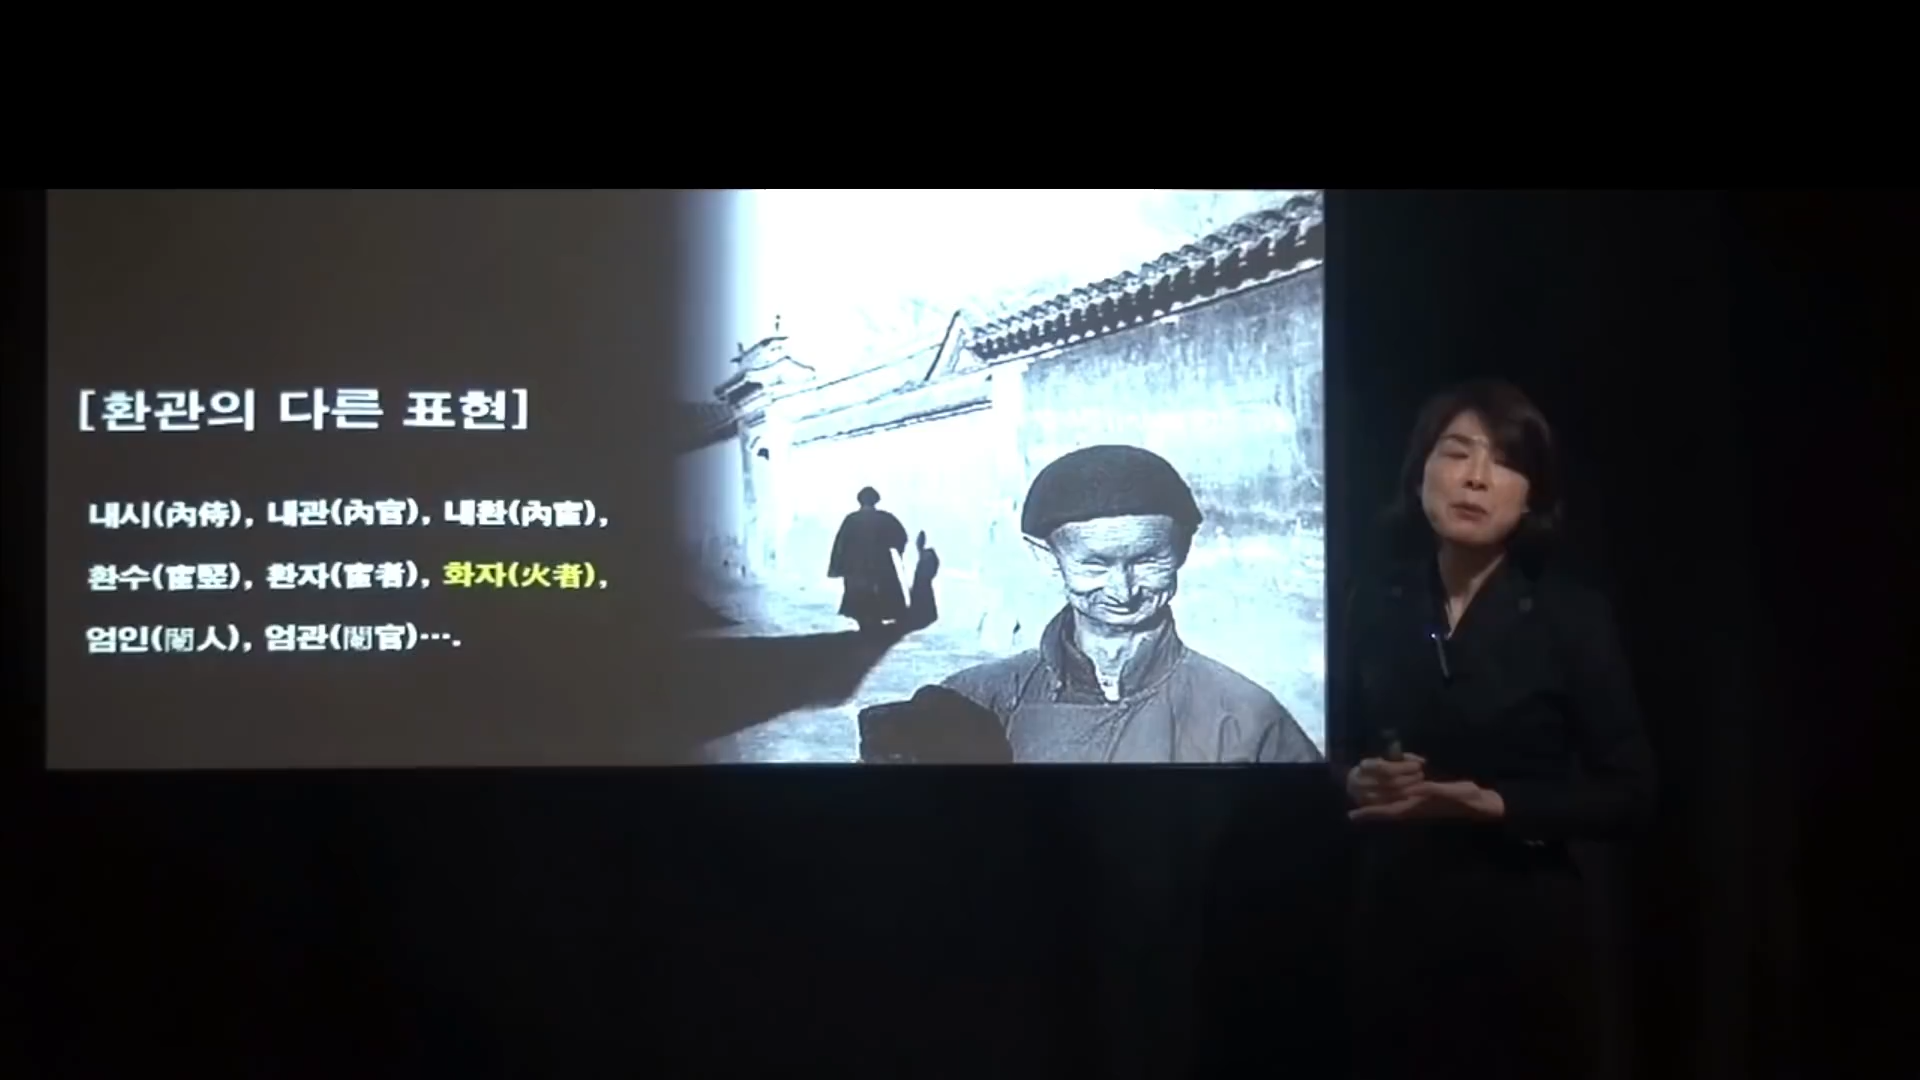 [환관의 다른 표현]
내시(內侍), 내관(內官), 내환(內宦),
환수(宦竪), 환자(宦者), 화자(火者),
엄인(閹人), 엄관(閹官)….